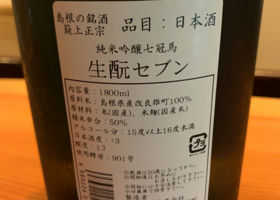 島根の銘酒
簸上正宗
品目：日本酒
純米吟醸七冠馬
生酛セブン
内容量：1800ml
原料米：島根県産改良雄町100%
原材料：米(国産)、米麹(国産米)
精米歩合：50%
アルコール分：15度以上16度未満
日本酒度：-3
酸度：1.7
使用酵母：901号
製造者